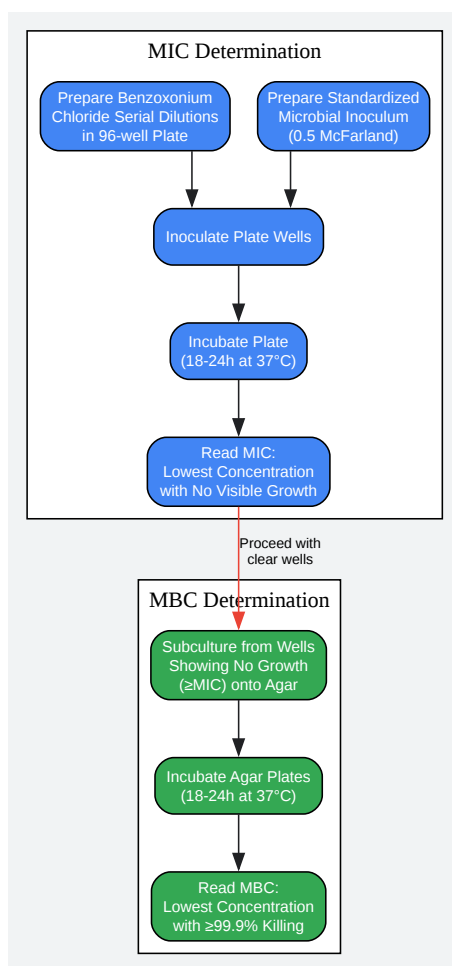 MIC Determination
Prepare Benzoxonium
Chloride Serial Dilutions
in 96-well Plate
Prepare Standardized
Microbial Inoculum
(0.5 McFarland)
Inoculate Plate Wells
Incubate Plate
(18-24h at 37°C)
Read MIC:
Lowest Concentration
with No Visible Growth
Proceed with
clear wells
MBC Determination
Subculture from Wells
Showing No Growth
(≥MIC) onto Agar
Incubate Agar Plates
(18-24h at 37°C)
Read MBC:
Lowest Concentration
with ≥99.9% Killing